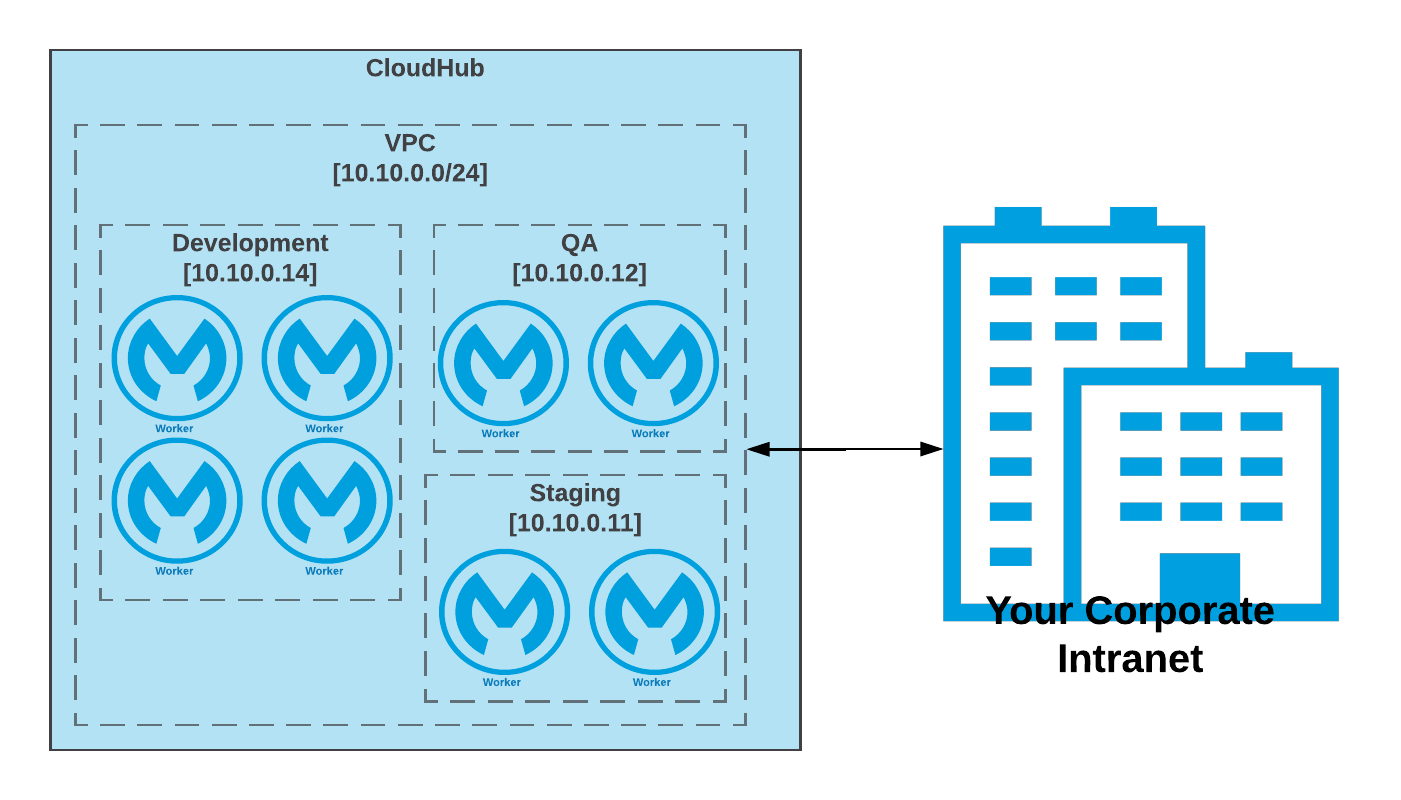 CloudHub
VPC
[10.10.0.0/24]
Development
[10.10.0.14]
Worker
Worker
Worker
Worker
QA
[10.10.0.12]
Worker
Worker
Staging
[10.10.0.11]
Worker
Worker
Your Corporate
Intranet